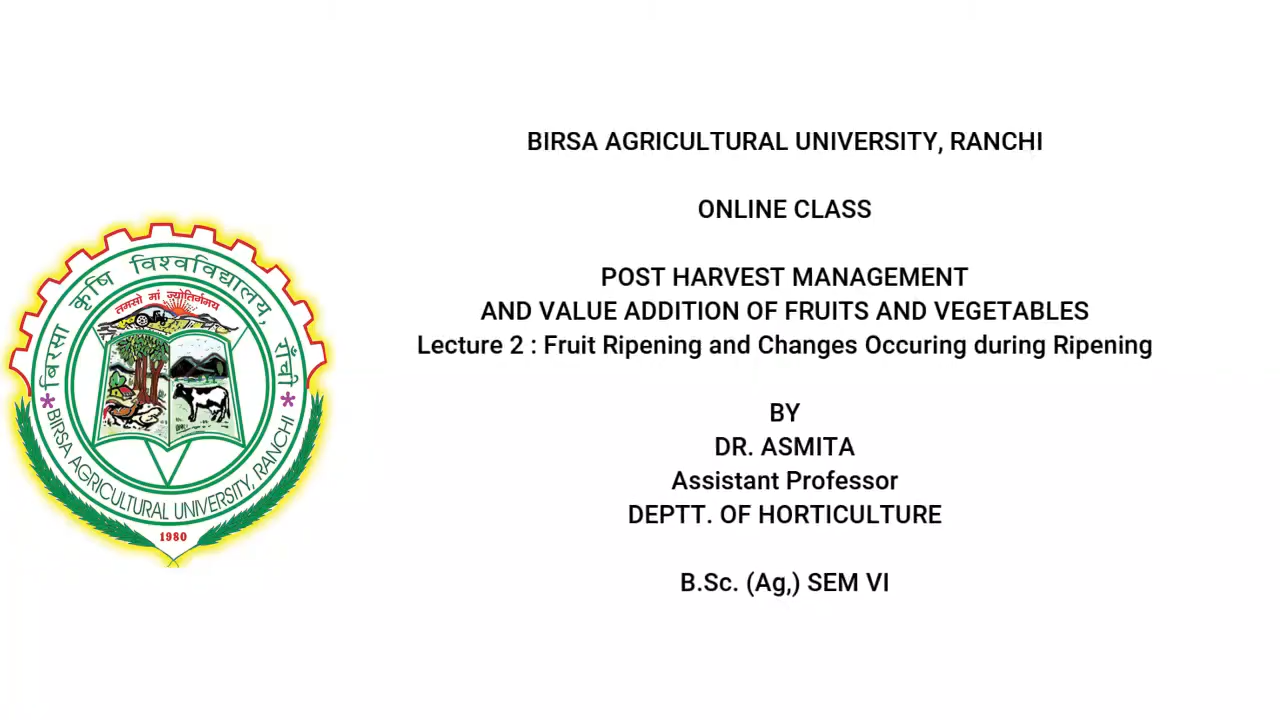 BIRSA AGRICULTURAL UNIVERSITY, RANCHI
ONLINE CLASS
POST HARVEST MANAGEMENT
AND VALUE ADDITION OF FRUITS AND VEGETABLES
Lecture 2 : Fruit Ripening and Changes Occuring during Ripening
BY
DR. ASMITA
Assistant Professor
DEPTT. OF HORTICULTURE
B.Sc. (Ag,) SEM VI
बिरसा कृषि विश्वविद्यालय, राँची
तमसो मां ज्योतिर्गमय
BIRSA AGRICULTURAL UNIVERSITY, RANCHI
1980